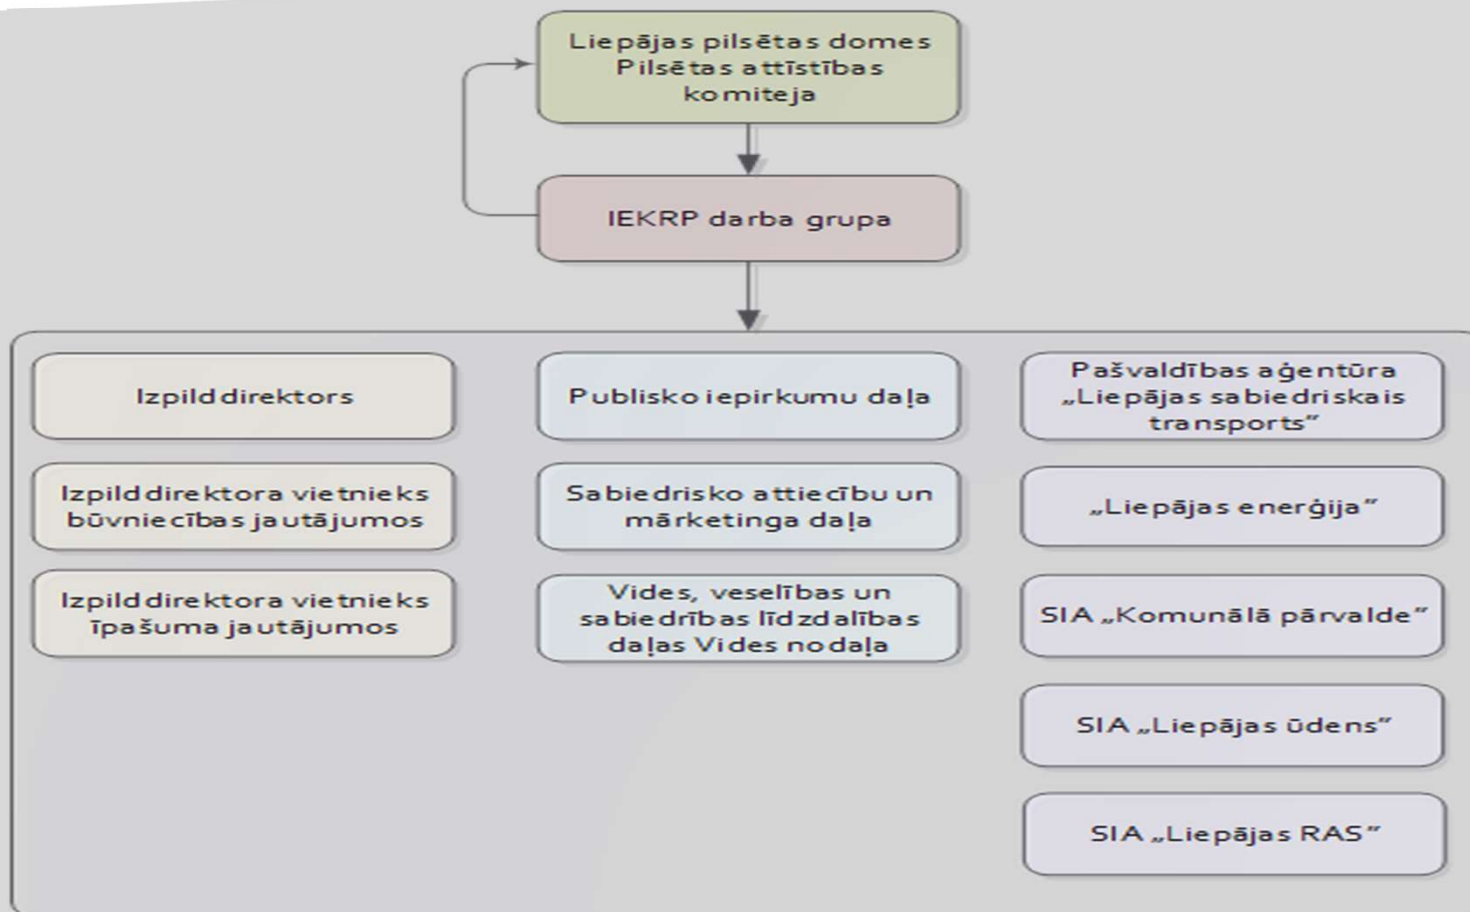 Liepājas pilsētas domes
Pilsētas attīstības
komiteja
IEKRP darba grupa
Izpilddirektors
Izpilddirektora vietnieks
būvniecības jautājumos
Izpilddirektora vietnieks
īpašuma jautājumos
Publisko iepirkumu daļa
Sabiedrisko attiecību un
mārketinga daļa
Vides, veselības un
sabiedrības līdzdalības
daļas Vides nodaļa
Pašvaldības aģentūra
„Liepājas sabiedriskais
transports”
„Liepājas enerģija”
SIA „Komunālā pārvalde”
SIA „Liepājas ūdens”
SIA „Liepājas RAS”